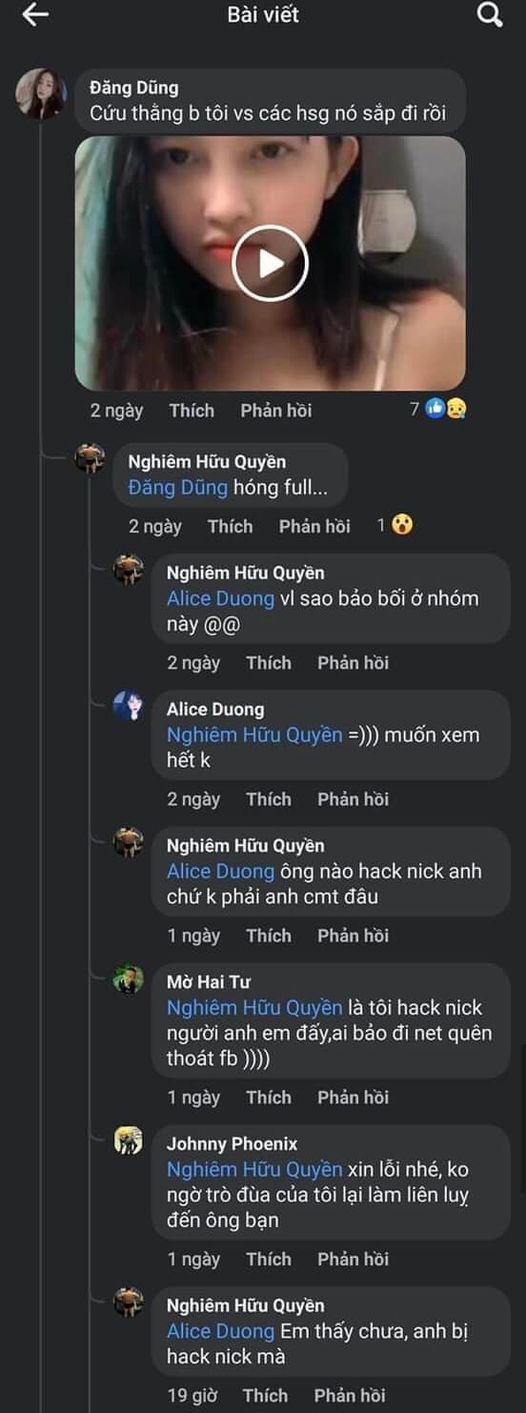 Bài viết
Đăng Dũng
Cứu thằng b tôi vs các hsg nó sắp đi rồi
2 ngày Thích Phản hồi 7
Nghiêm Hữu Quyền
Đăng Dũng hóng full...
2 ngày Thích Phản hồi 1
Nghiêm Hữu Quyền
Alice Duong vl sao bảo bối ở nhóm
này @@
2 ngày Thích Phản hồi
Alice Duong
Nghiêm Hữu Quyền =))) muốn xem
hết k
2 ngày Thích Phản hồi
Nghiêm Hữu Quyền
Alice Duong ông nào hack nick anh
chứ k phải anh cmt đâu
1 ngày Thích Phản hồi
Mờ Hai Tư
Nghiêm Hữu Quyền là tôi hack nick
người anh em đấy,ai bảo đi net quên
thoát fb ))))
1 ngày Thích Phản hồi
Johnny Phoenix
Nghiêm Hữu Quyền xin lỗi nhé, ko
ngờ trò đùa của tôi lại làm liên luỵ
đến ông bạn
1 ngày Thích Phản hồi
Nghiêm Hữu Quyền
Alice Duong Em thấy chưa, anh bị
hack nick mà
19 giờ Thích Phản hồi